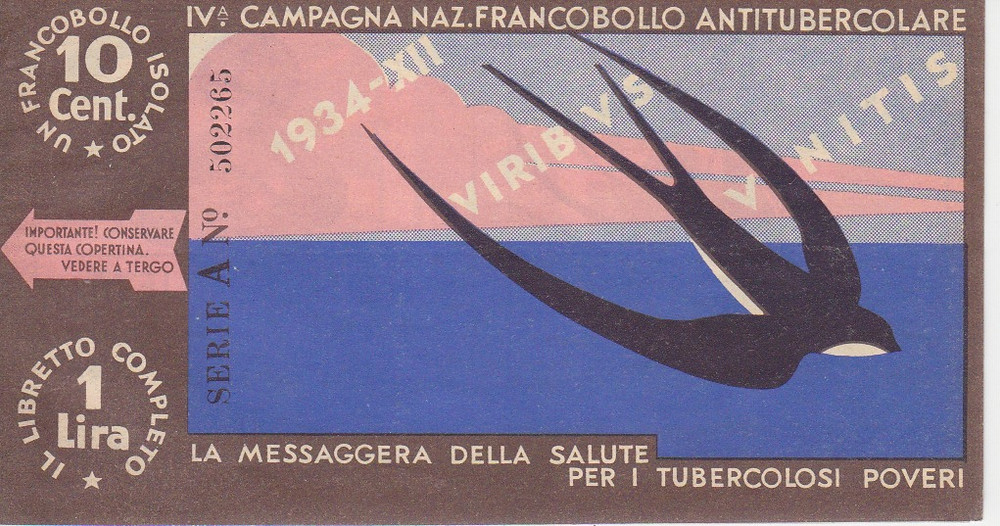 IVᴬ CAMPAGNA NAZ. FRANCOBOLLO ANTITUBERCOLARE
UN FRANCOBOLLO ISOLATO
10
Cent.
1934-XII
VIRIBVS
VNITIS
SERIE A Nº. 502265
IMPORTANTE! CONSERVARE
QUESTA COPERTINA.
VEDERE A TERGO
IL LIBRETTO COMPLETO
1
Lira
LA MESSAGGERA DELLA SALUTE
PER I TUBERCOLOSI POVERI